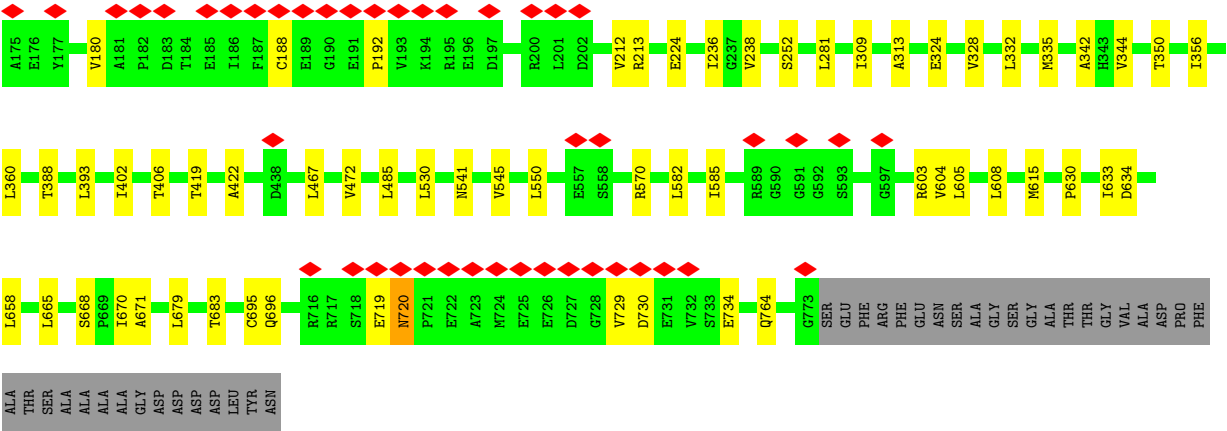 A175 E176 Y177 V180 A181 P182 D183 T184 E185 I186 F187 C188 E189 G190 E191 P192 V193 K194 R195 E196 D197 R200 L201 D202 V212 R213 E224 I236 G237 V238 S252 L281 I309 A313 E324 V328 L332 M335 A342 H343 V344 T350 I356
L360 T388 L393 I402 T406 T419 A422 D438 L467 V472 L485 L530 N541 V545 L550 E557 S558 R570 L582 I585 R589 G590 G591 G592 S593 G597 R603 V604 L605 L608 M615 P630 I633 D634
L658 L665 S668 P669 I670 A671 L679 T683 C695 Q696 R716 R717 S718 E719 N720 P721 E722 A723 M724 E725 E726 D727 G728 V729 D730 E731 V732 S733 E734 Q764 G773 SER GLU PHE ARG PHE GLU ASN SER ALA GLY SER GLY ALA THR THR GLY VAL ALA ASP PRO PHE
ALA THR SER ALA ALA ALA ALA GLY ASP ASP ASP ASP LEU TYR ASN